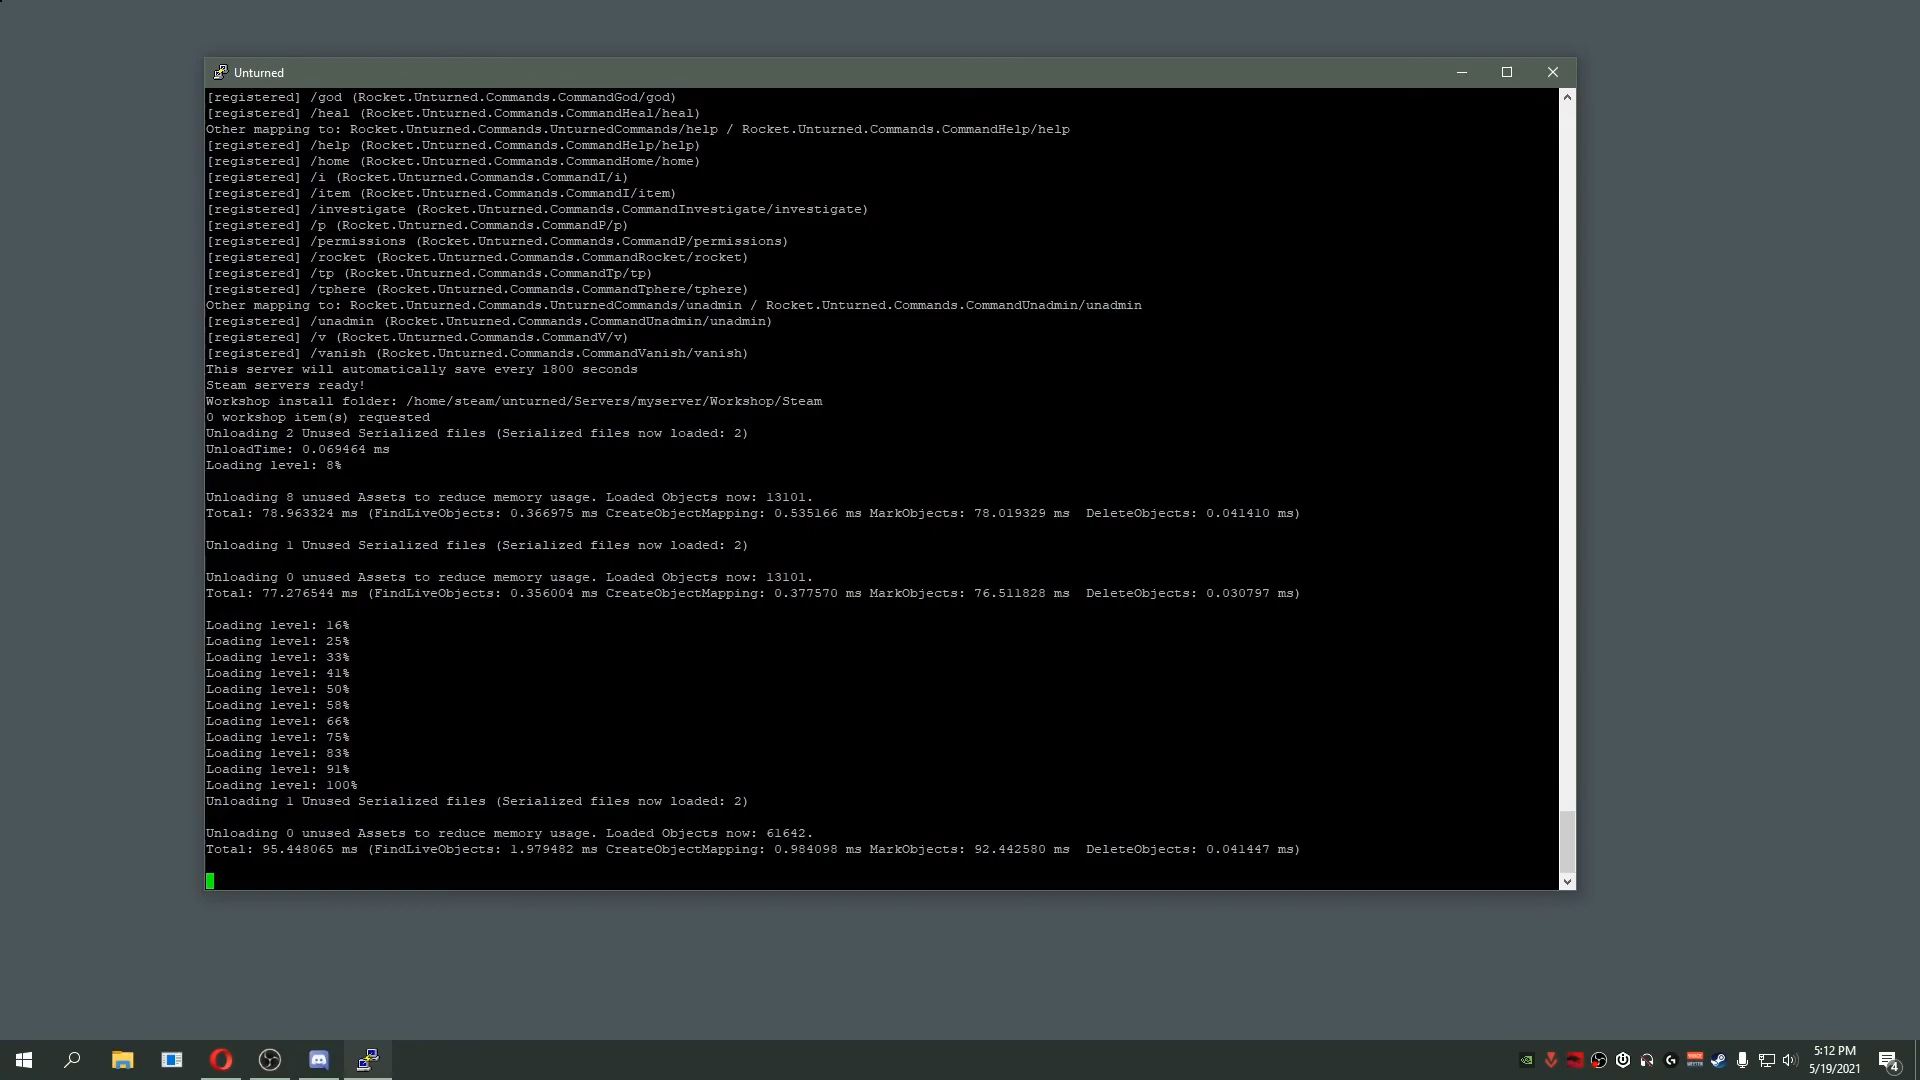 Unturned
[registered] /god (Rocket.Unturned.Commands.CommandGod/god)
[registered] /heal (Rocket.Unturned.Commands.CommandHeal/heal)
Other mapping to: Rocket.Unturned.Commands.UnturnedCommands/help / Rocket.Unturned.Commands.CommandHelp/help
[registered] /help (Rocket.Unturned.Commands.CommandHelp/help)
[registered] /home (Rocket.Unturned.Commands.CommandHome/home)
[registered] /i (Rocket.Unturned.Commands.CommandI/i)
[registered] /item (Rocket.Unturned.Commands.CommandI/item)
[registered] /investigate (Rocket.Unturned.Commands.CommandInvestigate/investigate)
[registered] /p (Rocket.Unturned.Commands.CommandP/p)
[registered] /permissions (Rocket.Unturned.Commands.CommandP/permissions)
[registered] /rocket (Rocket.Unturned.Commands.CommandRocket/rocket)
[registered] /tp (Rocket.Unturned.Commands.CommandTp/tp)
[registered] /tphere (Rocket.Unturned.Commands.CommandTphere/tphere)
Other mapping to: Rocket.Unturned.Commands.UnturnedCommands/unadmin / Rocket.Unturned.Commands.CommandUnadmin/unadmin
[registered] /unadmin (Rocket.Unturned.Commands.CommandUnadmin/unadmin)
[registered] /v (Rocket.Unturned.Commands.CommandV/v)
[registered] /vanish (Rocket.Unturned.Commands.CommandVanish/vanish)
This server will automatically save every 1800 seconds
Steam servers ready!
Workshop install folder: /home/steam/unturned/Servers/myserver/Workshop/Steam
0 workshop item(s) requested
Unloading 2 Unused Serialized files (Serialized files now loaded: 2)
UnloadTime: 0.069464 ms
Loading level: 8%
Unloading 8 unused Assets to reduce memory usage. Loaded Objects now: 13101.
Total: 78.963324 ms (FindLiveObjects: 0.366975 ms CreateObjectMapping: 0.535166 ms MarkObjects: 78.019329 ms  DeleteObjects: 0.041410 ms)
Unloading 1 Unused Serialized files (Serialized files now loaded: 2)
Unloading 0 unused Assets to reduce memory usage. Loaded Objects now: 13101.
Total: 77.276544 ms (FindLiveObjects: 0.356004 ms CreateObjectMapping: 0.377570 ms MarkObjects: 76.511828 ms  DeleteObjects: 0.030797 ms)
Loading level: 16%
Loading level: 25%
Loading level: 33%
Loading level: 41%
Loading level: 50%
Loading level: 58%
Loading level: 66%
Loading level: 75%
Loading level: 83%
Loading level: 91%
Loading level: 100%
Unloading 1 Unused Serialized files (Serialized files now loaded: 2)
Unloading 0 unused Assets to reduce memory usage. Loaded Objects now: 61642.
Total: 95.448065 ms (FindLiveObjects: 1.979482 ms CreateObjectMapping: 0.984098 ms MarkObjects: 92.442580 ms  DeleteObjects: 0.041447 ms)
5:12 PM
5/19/2021
4